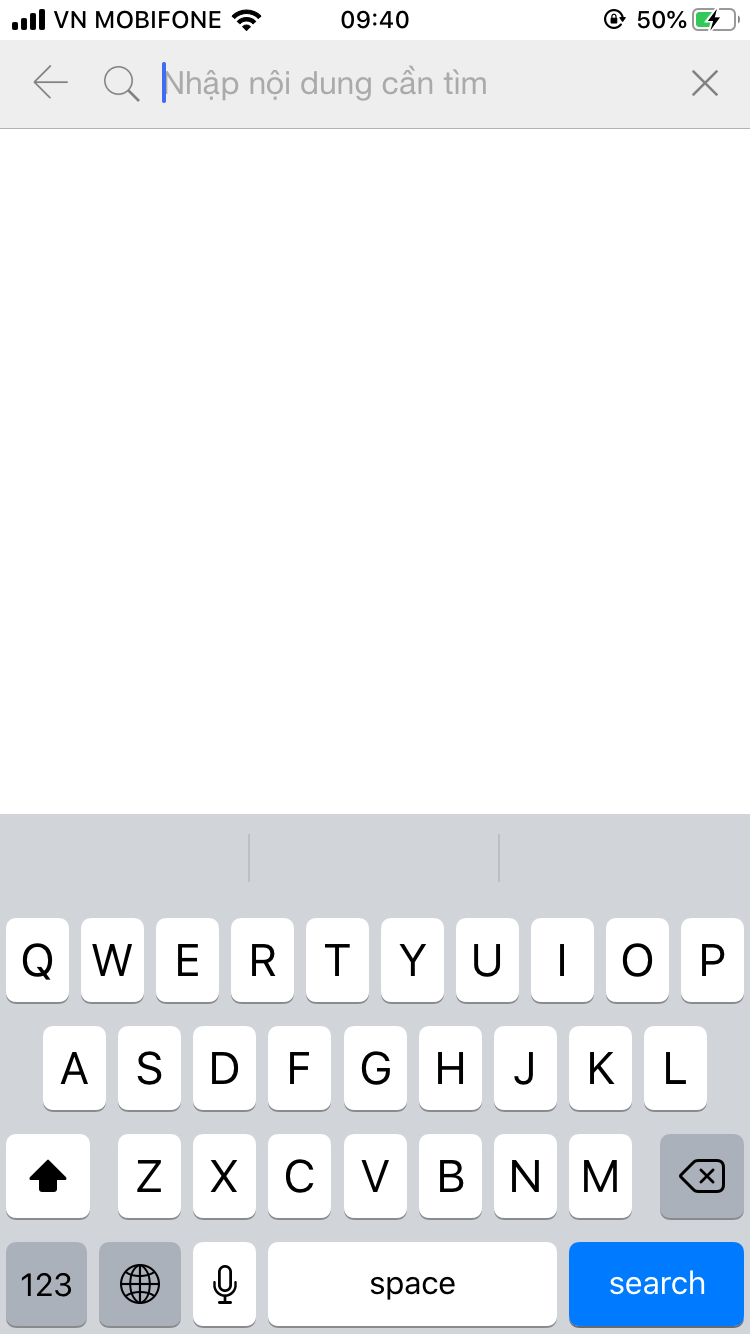 VN MOBIFONE 09:40 50%
Nhập nội dung cần tìm
Q W E R T Y U I O P
A S D F G H J K L
Z X C V B N M
123 space search